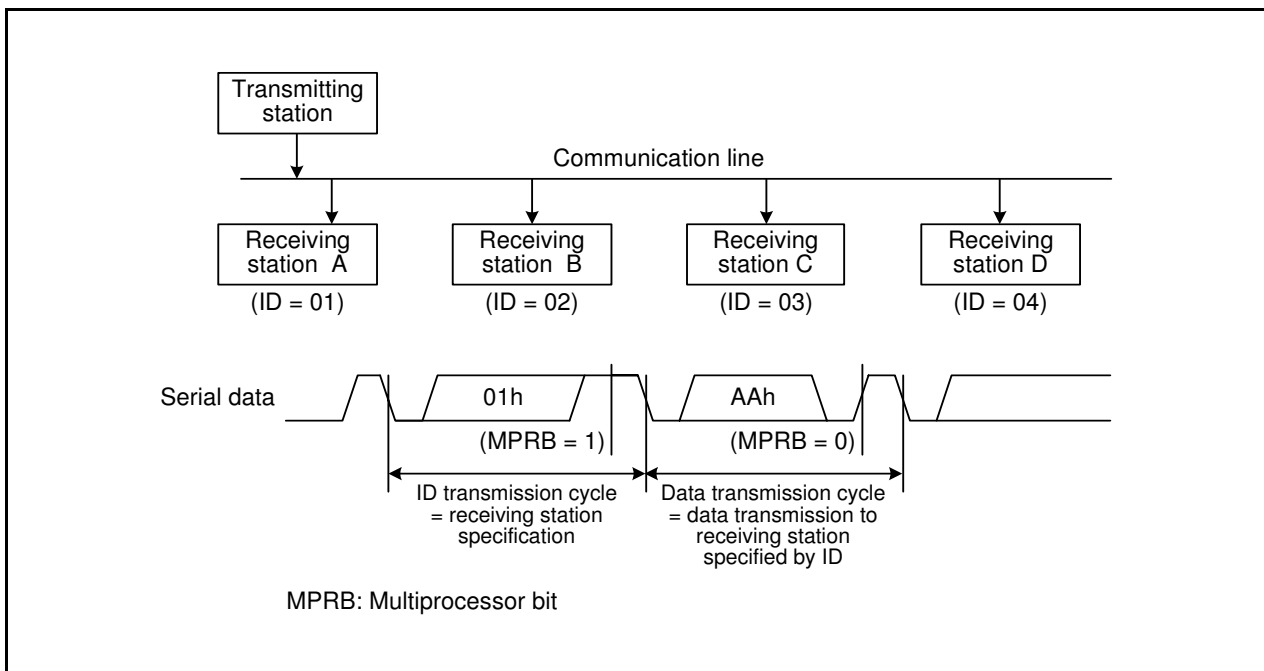 Transmitting
station
Communication line
Receiving
station A
Receiving
station B
Receiving
station C
Receiving
station D
(ID = 01)
(ID = 02)
(ID = 03)
(ID = 04)
Serial data
01h
AAh
(MPRB = 1)
(MPRB = 0)
ID transmission cycle
= receiving station
specification
Data transmission cycle
= data transmission to
receiving station
specified by ID
MPRB: Multiprocessor bit